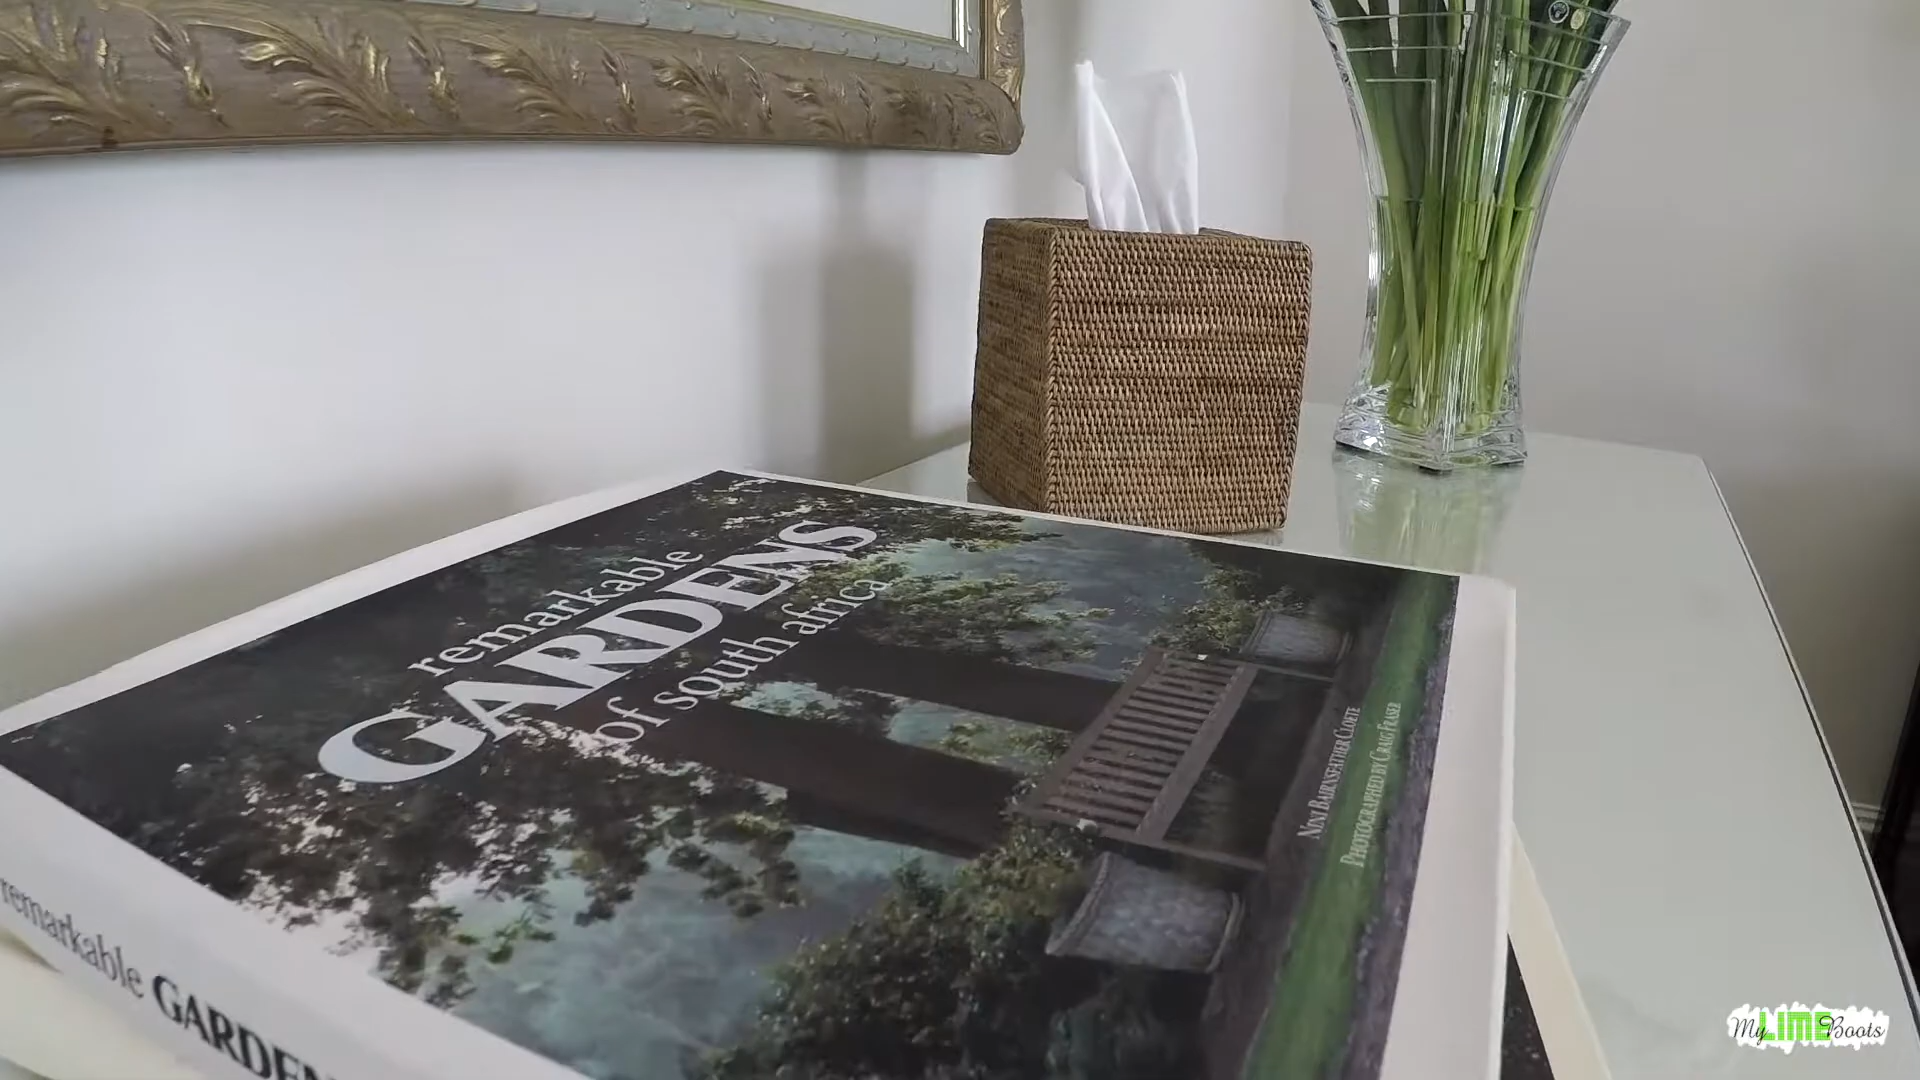 remarkable
GARDENS
of south africa
NINI BAIRNSFATHER CLOETE
PHOTOGRAPHED BY CRAIG FRASER
remarkable GARDEN
My LIME Boots